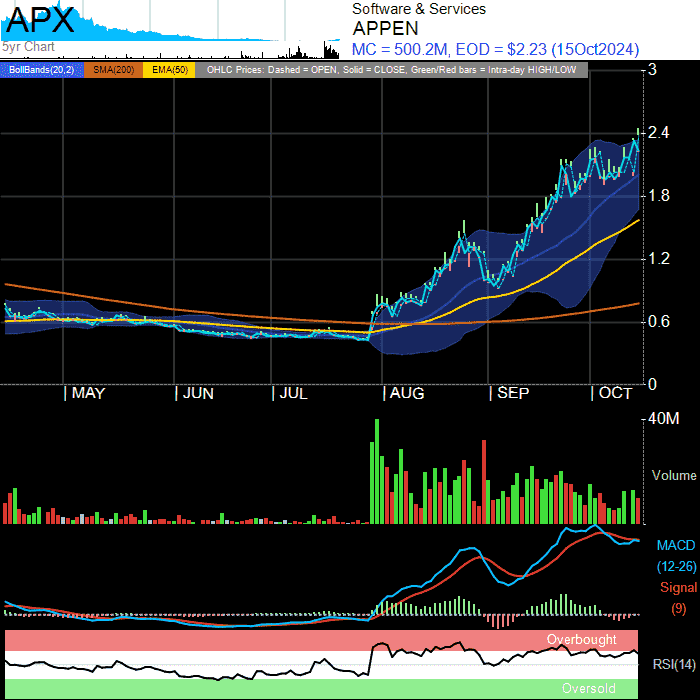 APX
5yr Chart
Software & Services
APPEN
MC = 500.2M, EOD = $2.23 (15Oct2024)
BollBands(20,2) SMA(200) EMA(50) OHLC Prices: Dashed = OPEN, Solid = CLOSE, Green/Red bars = Intra-day HIGH/LOW
3
2.4
1.8
1.2
0.6
0
| MAY | JUN | JUL | AUG | SEP | OCT
40M
Volume
MACD
(12-26)
Signal
(9)
Overbought
RSI(14)
Oversold